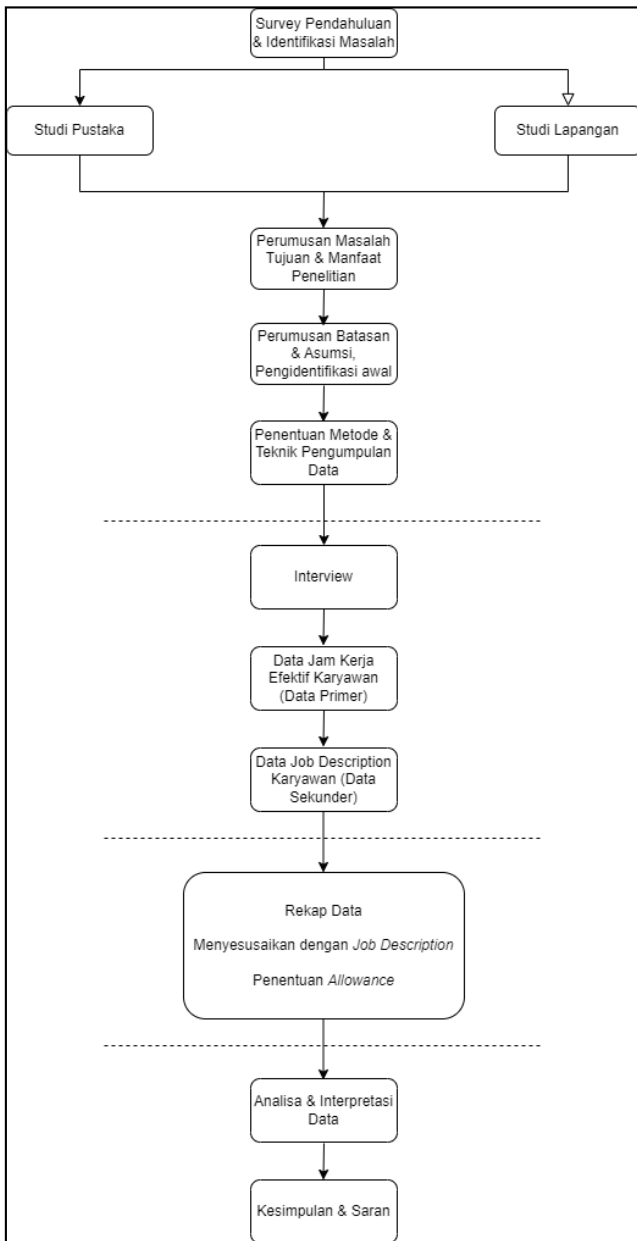 Survey Pendahuluan
& Identifikasi Masalah
Studi Pustaka
Studi Lapangan
Perumusan Masalah
Tujuan & Manfaat
Penelitian
Perumusan Batasan
& Asumsi,
Pengidentifikasi awal
Penentuan Metode &
Teknik Pengumpulan
Data
Interview
Data Jam Kerja
Efektif Karyawan
(Data Primer)
Data Job Description
Karyawan (Data
Sekunder)
Rekap Data
Menyesusaikan dengan Job Description
Penentuan Allowance
Analisa & Interpretasi
Data
Kesimpulan & Saran